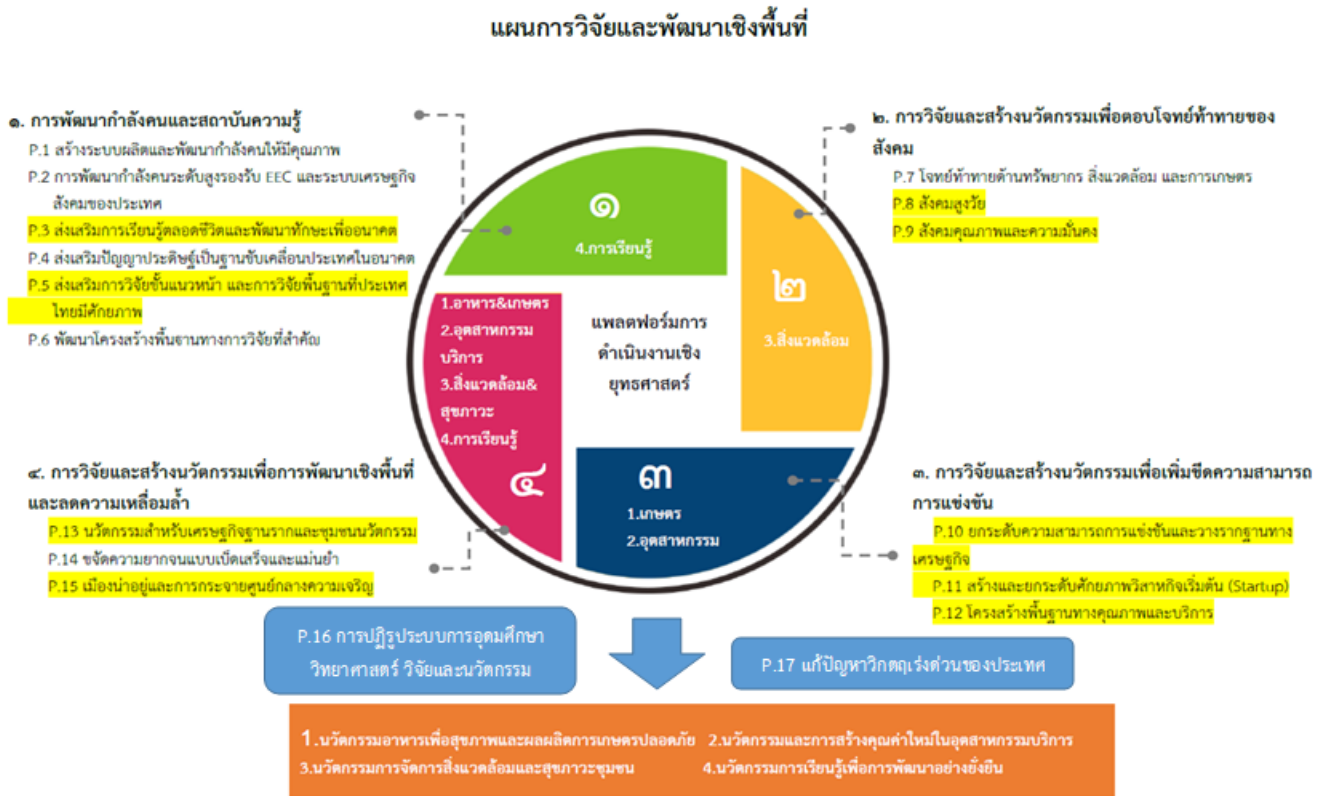 แผนการวิจัยและพัฒนาเชิงพื้นที่
๑. การพัฒนากำลังคนและสถาบันความรู้
P.1 สร้างระบบผลิตและพัฒนากำลังคนให้มีคุณภาพ
P.2 การพัฒนากำลังคนระดับสูงรองรับ EEC และระบบเศรษฐกิจ
สังคมของประเทศ
P.3 ส่งเสริมการเรียนรู้ตลอดชีวิตและพัฒนาทักษะเพื่ออนาคต
P.4 ส่งเสริมปัญญาประดิษฐ์เป็นฐานขับเคลื่อนประเทศในอนาคต
P.5 ส่งเสริมการวิจัยขั้นแนวหน้า และการวิจัยพื้นฐานที่ประเทศ
ไทยมีศักยภาพ
P.6 พัฒนาโครงสร้างพื้นฐานทางการวิจัยที่สำคัญ
๒. การวิจัยและสร้างนวัตกรรมเพื่อตอบโจทย์ท้าทายของ
สังคม
P.7 โจทย์ท้าทายด้านทรัพยากร สิ่งแวดล้อม และการเกษตร
P.8 สังคมสูงวัย
P.9 สังคมคุณภาพและความมั่นคง
๑
4.การเรียนรู้
๒
3.สิ่งแวดล้อม
แพลตฟอร์มการ
ดำเนินงานเชิง
ยุทธศาสตร์
1.อาหาร&เกษตร
2.อุตสาหกรรม
บริการ
3.สิ่งแวดล้อม&
สุขภาวะ
4.การเรียนรู้
๔
๓
1.เกษตร
2.อุตสาหกรรม
๔. การวิจัยและสร้างนวัตกรรมเพื่อการพัฒนาเชิงพื้นที่
และลดความเหลื่อมล้ำ
P.13 นวัตกรรมสำหรับเศรษฐกิจฐานรากและชุมชนนวัตกรรม
P.14 ขจัดความยากจนแบบเบ็ดเสร็จและแม่นยำ
P.15 เมืองน่าอยู่และการกระจายศูนย์กลางความเจริญ
๓. การวิจัยและสร้างนวัตกรรมเพื่อเพิ่มขีดความสามารถ
การแข่งขัน
P.10 ยกระดับความสามารถการแข่งขันและวางรากฐานทาง
เศรษฐกิจ
P.11 สร้างและยกระดับศักยภาพวิสาหกิจเริ่มต้น (Startup)
P.12 โครงสร้างพื้นฐานทางคุณภาพและบริการ
P.16 การปฏิรูประบบการอุดมศึกษา
วิทยาศาสตร์ วิจัยและนวัตกรรม
P.17 แก้ปัญหาวิกตฤเร่งด่วนของประเทศ
1.นวัตกรรมอาหารเพื่อสุขภาพและผลผลิตการเกษตรปลอดภัย 2.นวัตกรรมและการสร้างคุณค่าใหม่ในอุตสาหกรรมบริการ
3.นวัตกรรมการจัดการสิ่งแวดล้อมและสุขภาวะชุมชน 4.นวัตกรรมการเรียนรู้เพื่อการพัฒนาอย่างยั่งยืน